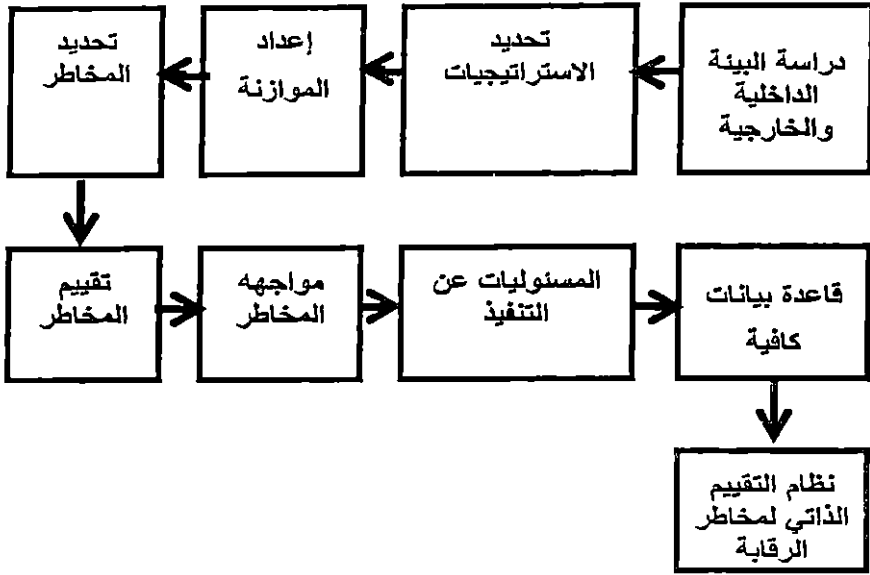 دراسة البيئة
الداخلية
والخارجية
تحديد
الاستراتيجيات
إعداد
الموازنة
تحديد
المخاطر
تقييم
المخاطر
مواجهه
المخاطر
المسئوليات عن
التنفيذ
قاعدة بيانات
كافية
نظام التقييم
الذاتي لمخاطر
الرقابة